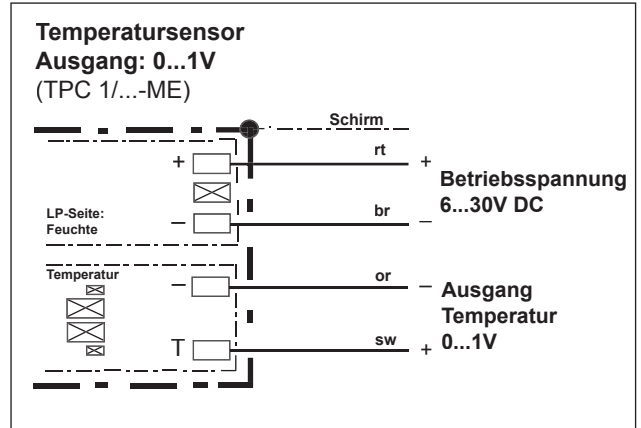 Temperatursensor
Ausgang: 0...1V
(TPC 1/...-ME)
Schirm
+ rt +
Betriebsspannung
6...30V DC
LP-Seite:
Feuchte
– br –
Temperatur
– or –
Ausgang
Temperatur
0...1V
T sw +